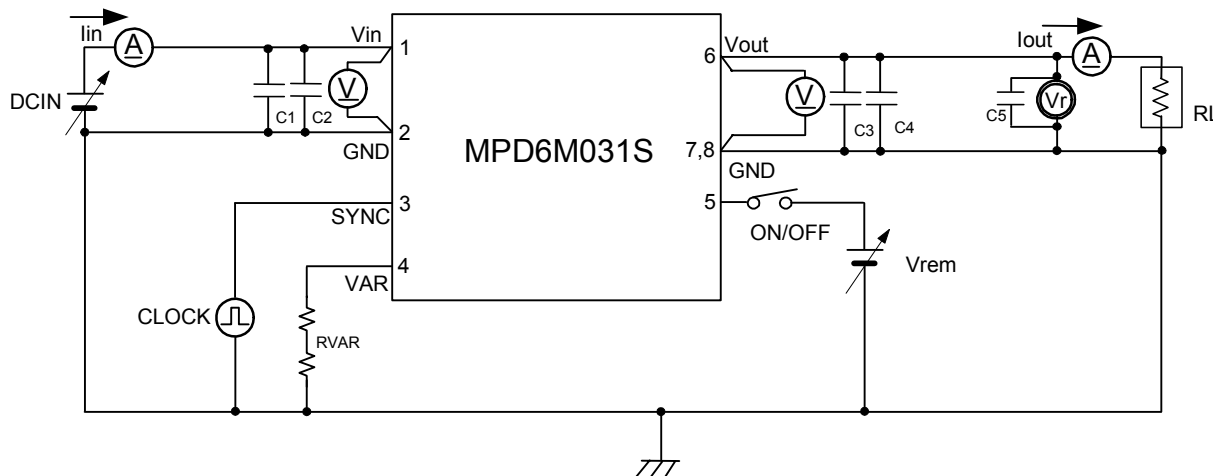 Iin
A
Vin
1
DCIN
C1
C2
V
2
GND
SYNC
3
4
VAR
CLOCK
RVAR
MPD6M031S
6
Vout
V
C3
C4
7,8
GND
5
ON/OFF
Vrem
Iout
A
C5
Vr
RL